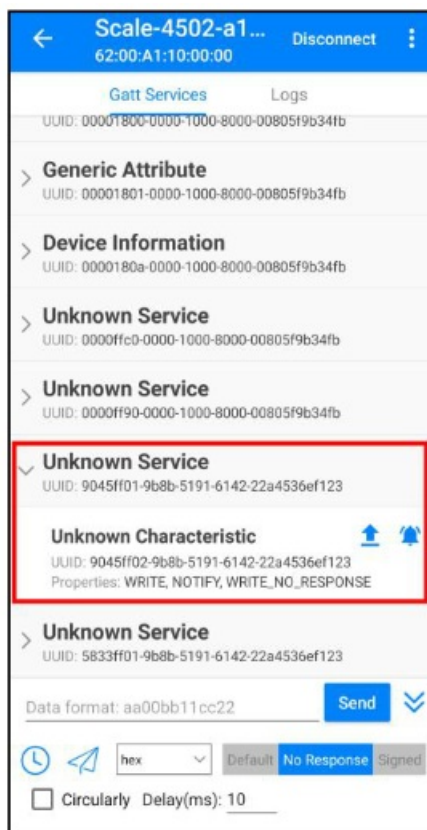 Scale-4502-a1...
Disconnect
62:00:A1:10:00:00
Gatt Services
Logs
UUID: 00001800-0000-1000-8000-00805f9b34fb
Generic Attribute
UUID: 00001801-0000-1000-8000-00805f9b34fb
Device Information
UUID: 0000180a-0000-1000-8000-00805f9b34fb
Unknown Service
UUID: 0000ffc0-0000-1000-8000-00805f9b34fb
Unknown Service
UUID: 0000ff90-0000-1000-8000-00805f9b34fb
Unknown Service
UUID: 9045ff01-9b8b-5191-6142-22a4536ef123
Unknown Characteristic
UUID: 9045ff02-9b8b-5191-6142-22a4536ef123
Properties: WRITE, NOTIFY, WRITE_NO_RESPONSE
Unknown Service
UUID: 5833ff01-9b8b-5191-6142-22a4536ef123
Data format: aa00bb11cc22
Send
hex
Default No Response Signed
Circularly Delay(ms): 10